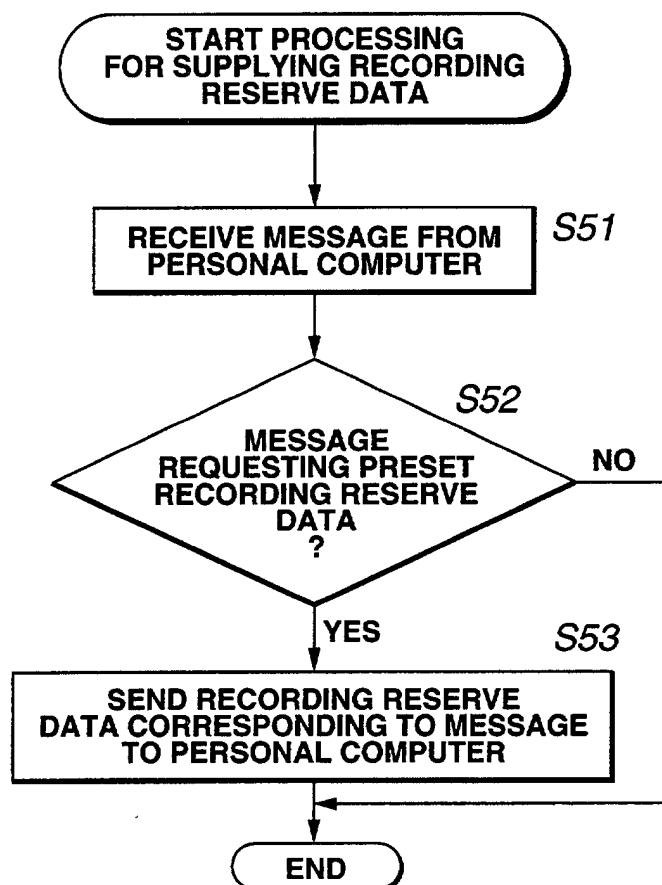 START PROCESSING
FOR SUPPLYING RECORDING
RESERVE DATA
S51
RECEIVE MESSAGE FROM
PERSONAL COMPUTER
S52
MESSAGE
REQUESTING PRESET
RECORDING RESERVE
DATA
?
NO
YES
S53
SEND RECORDING RESERVE
DATA CORRESPONDING TO MESSAGE
TO PERSONAL COMPUTER
END